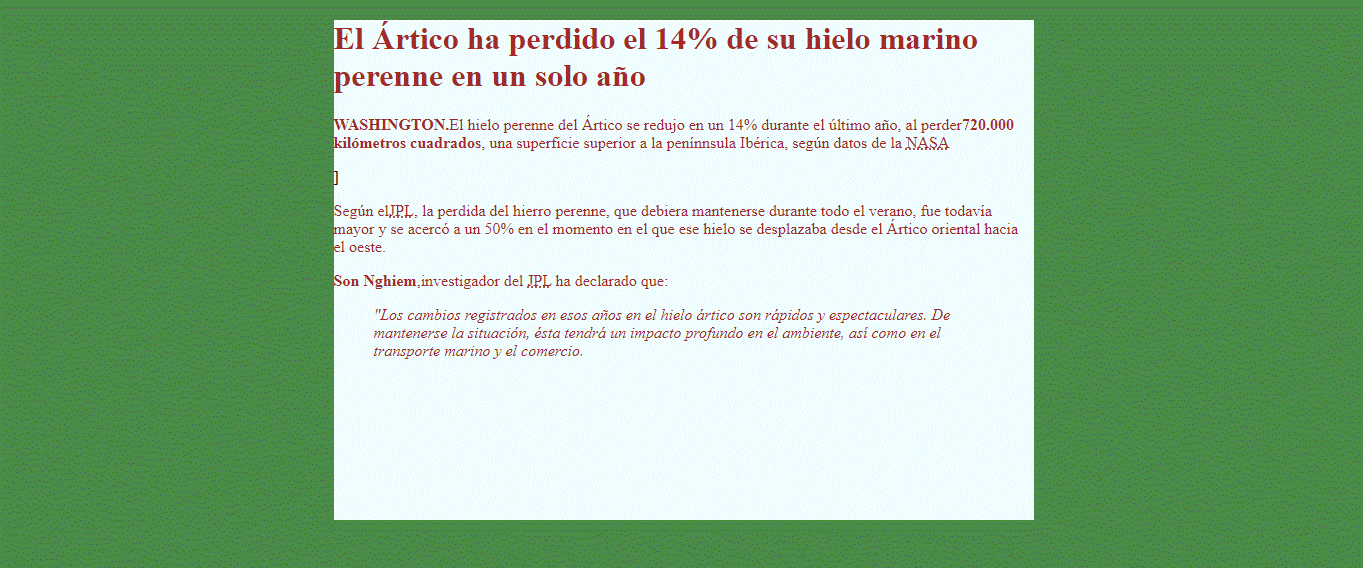 El Ártico ha perdido el 14% de su hielo marino
perenne en un solo año
WASHINGTON.El hielo perenne del Ártico se redujo en un 14% durante el último año, al perder720.000
kilómetros cuadrados, una superficie superior a la penínnsula Ibérica, según datos de la NASA
]
Según elJPL, la perdida del hierro perenne, que debiera mantenerse durante todo el verano, fue todavía
mayor y se acercó a un 50% en el momento en el que ese hielo se desplazaba desde el Ártico oriental hacia
el oeste.
Son Nghiem,investigador del JPL ha declarado que:
"Los cambios registrados en esos años en el hielo ártico son rápidos y espectaculares. De
mantenerse la situación, ésta tendrá un impacto profundo en el ambiente, así como en el
transporte marino y el comercio.